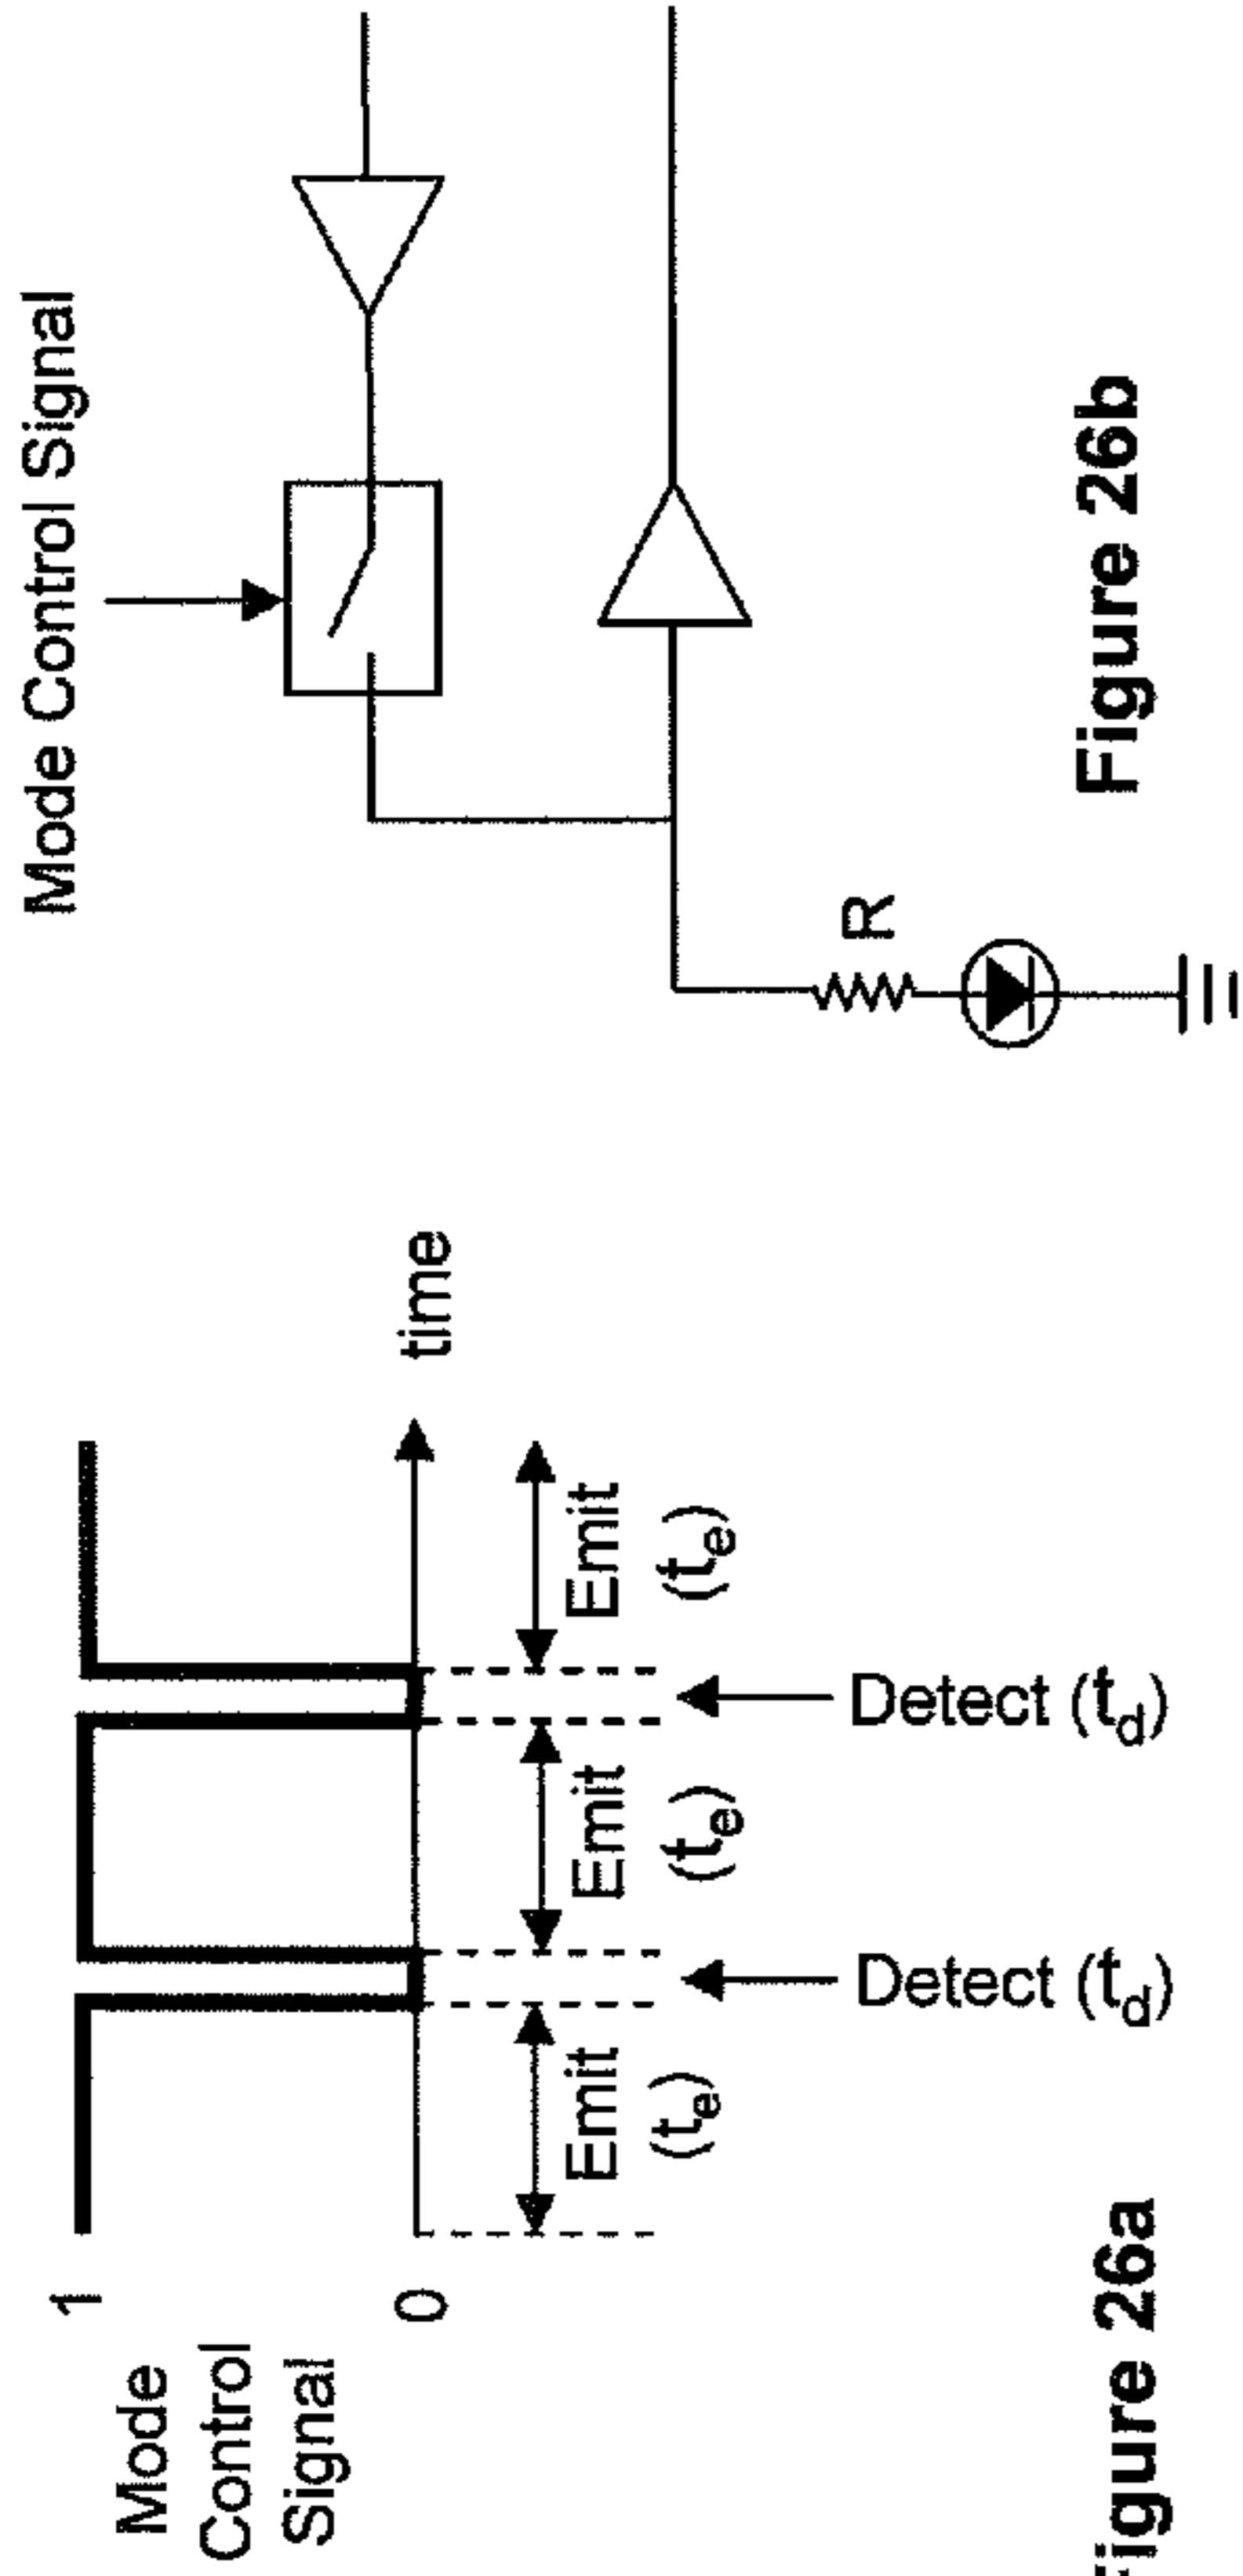 1
Mode
Control
Signal
0
time
Emit
(te)
Emit
(te)
Emit
(te)
Detect (td)
Detect (td)
Figure 26a
Mode Control Signal
R
Figure 26b